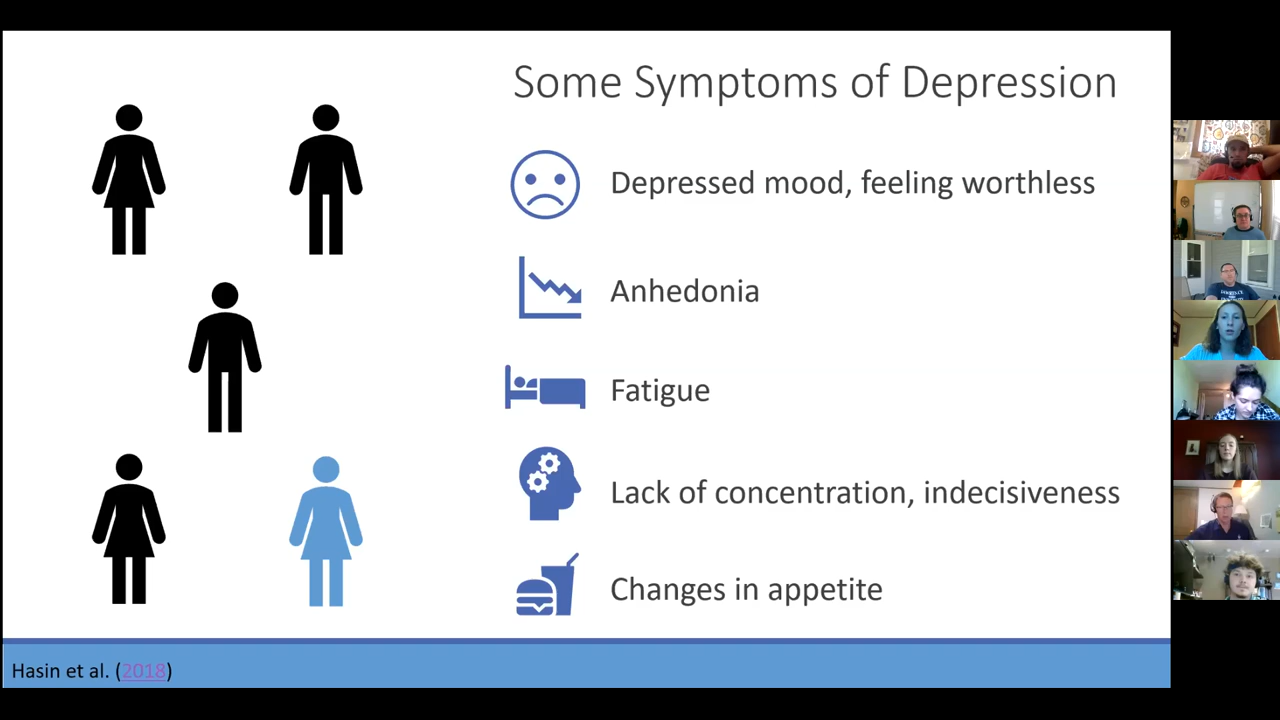 Some Symptoms of Depression
Depressed mood, feeling worthless
Anhedonia
Fatigue
Lack of concentration, indecisiveness
Changes in appetite
Hasin et al. (2018)